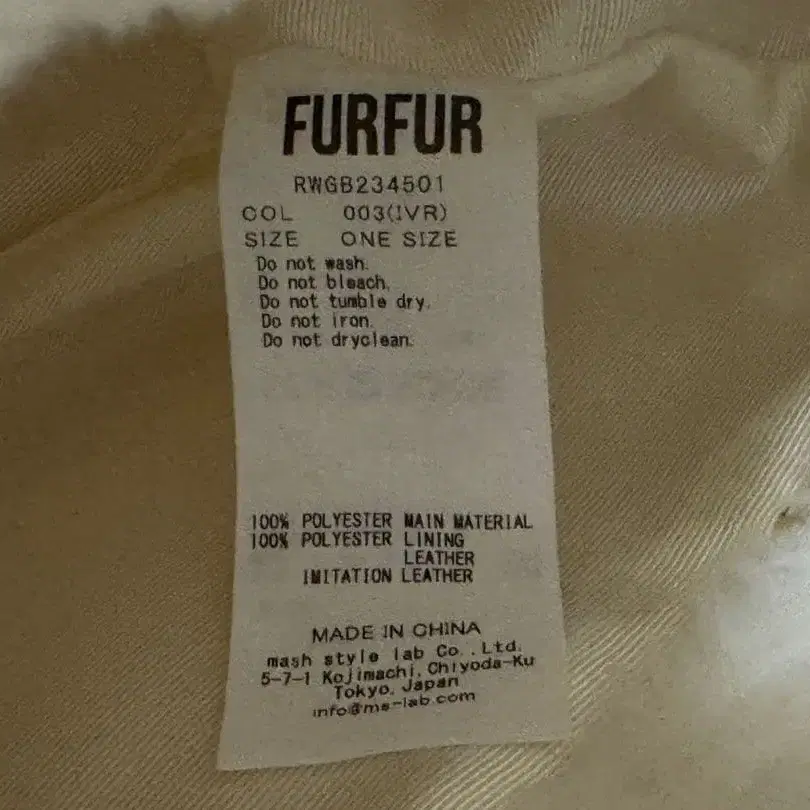 FURFUR
RWGB234501
COL 003(IVR)
SIZE ONE SIZE
Do not wash.
Do not bleach.
Do not tumble dry.
Do not iron.
Do not dryclean.
100% POLYESTER MAIN MATERIAL
100% POLYESTER LINING
LEATHER
IMITATION LEATHER
MADE IN CHINA
mash style lab Co.,Ltd.
5-7-1 Kojimachi, Chiyoda-Ku
Tokyo, Japan
info@ms-lab.com